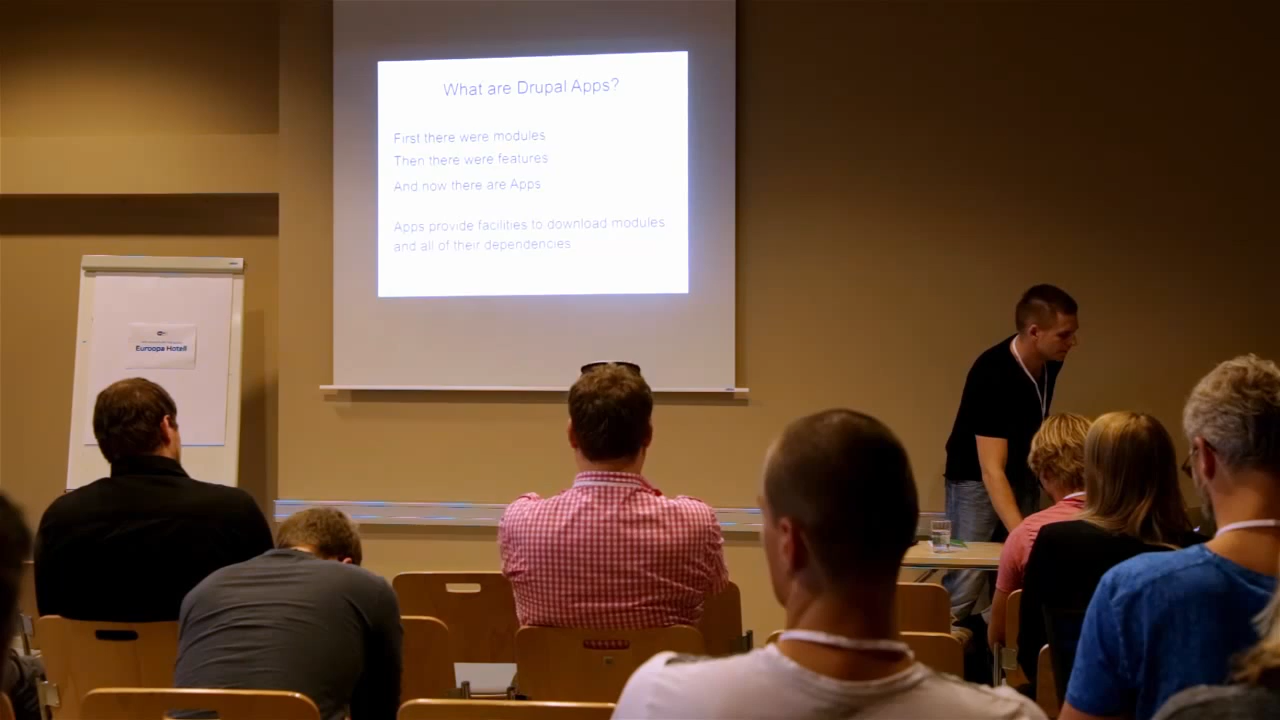 What are Drupal Apps?
First there were modules
Then there were features
And now there are Apps
Apps provide facilities to download modules
and all of their dependencies
Euroopa Hotell